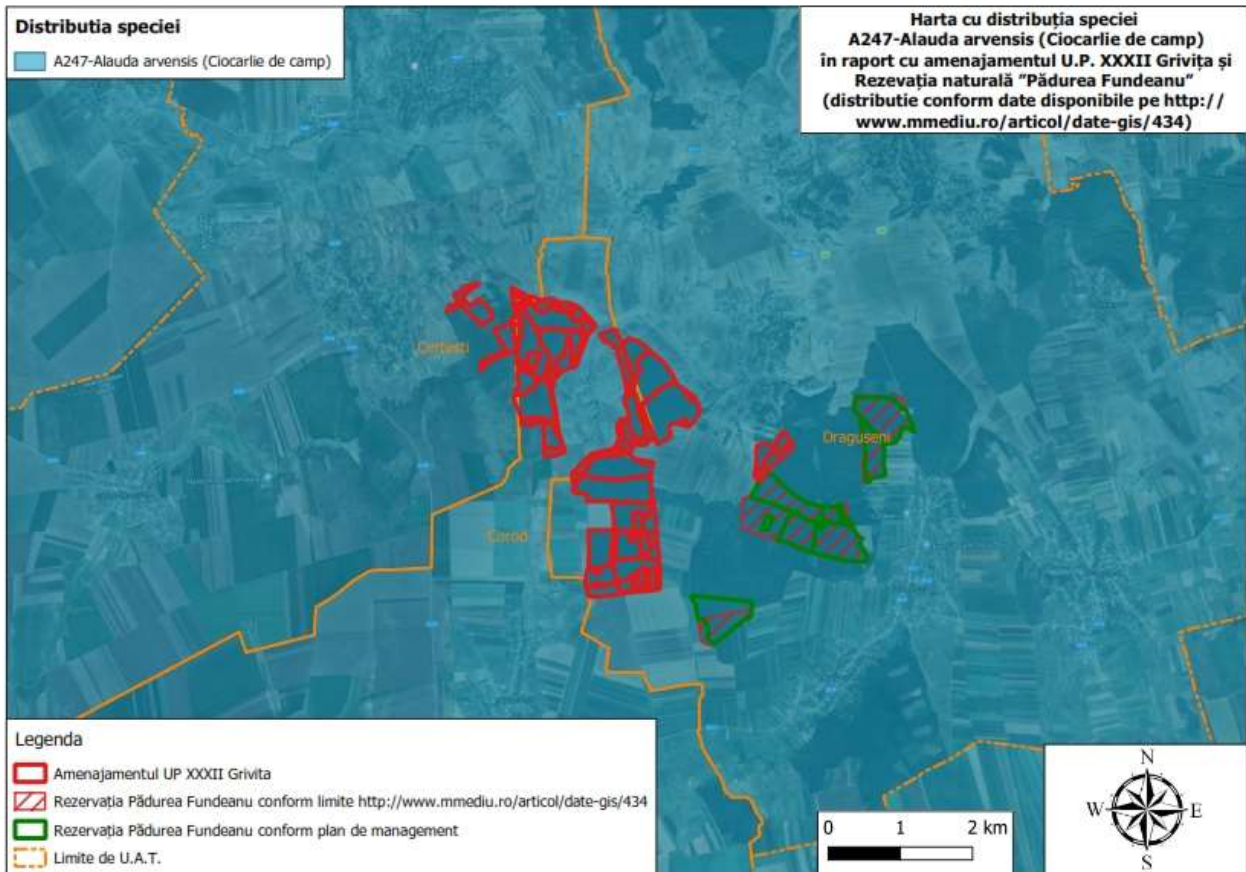 Distributia speciei
A247-Alauda arvensis (Ciocarlie de camp)
Harta cu distribuția speciei
A247-Alauda arvensis (Ciocarlie de camp)
în raport cu amenajamentul U.P. XXXII Grivița și
Rezevația naturală ”Pădurea Fundeanu”
(distributie conform date disponibile pe http://
www.mmediu.ro/articol/date-gis/434)
Draguseni
Corod
Legenda
Amenajamentul UP XXXII Grivita
Rezervația Pădurea Fundeanu conform limite http://www.mmediu.ro/articol/date-gis/434
Rezervația Pădurea Fundeanu conform plan de management
Limite de U.A.T.
0 1 2 km
N
W E
S